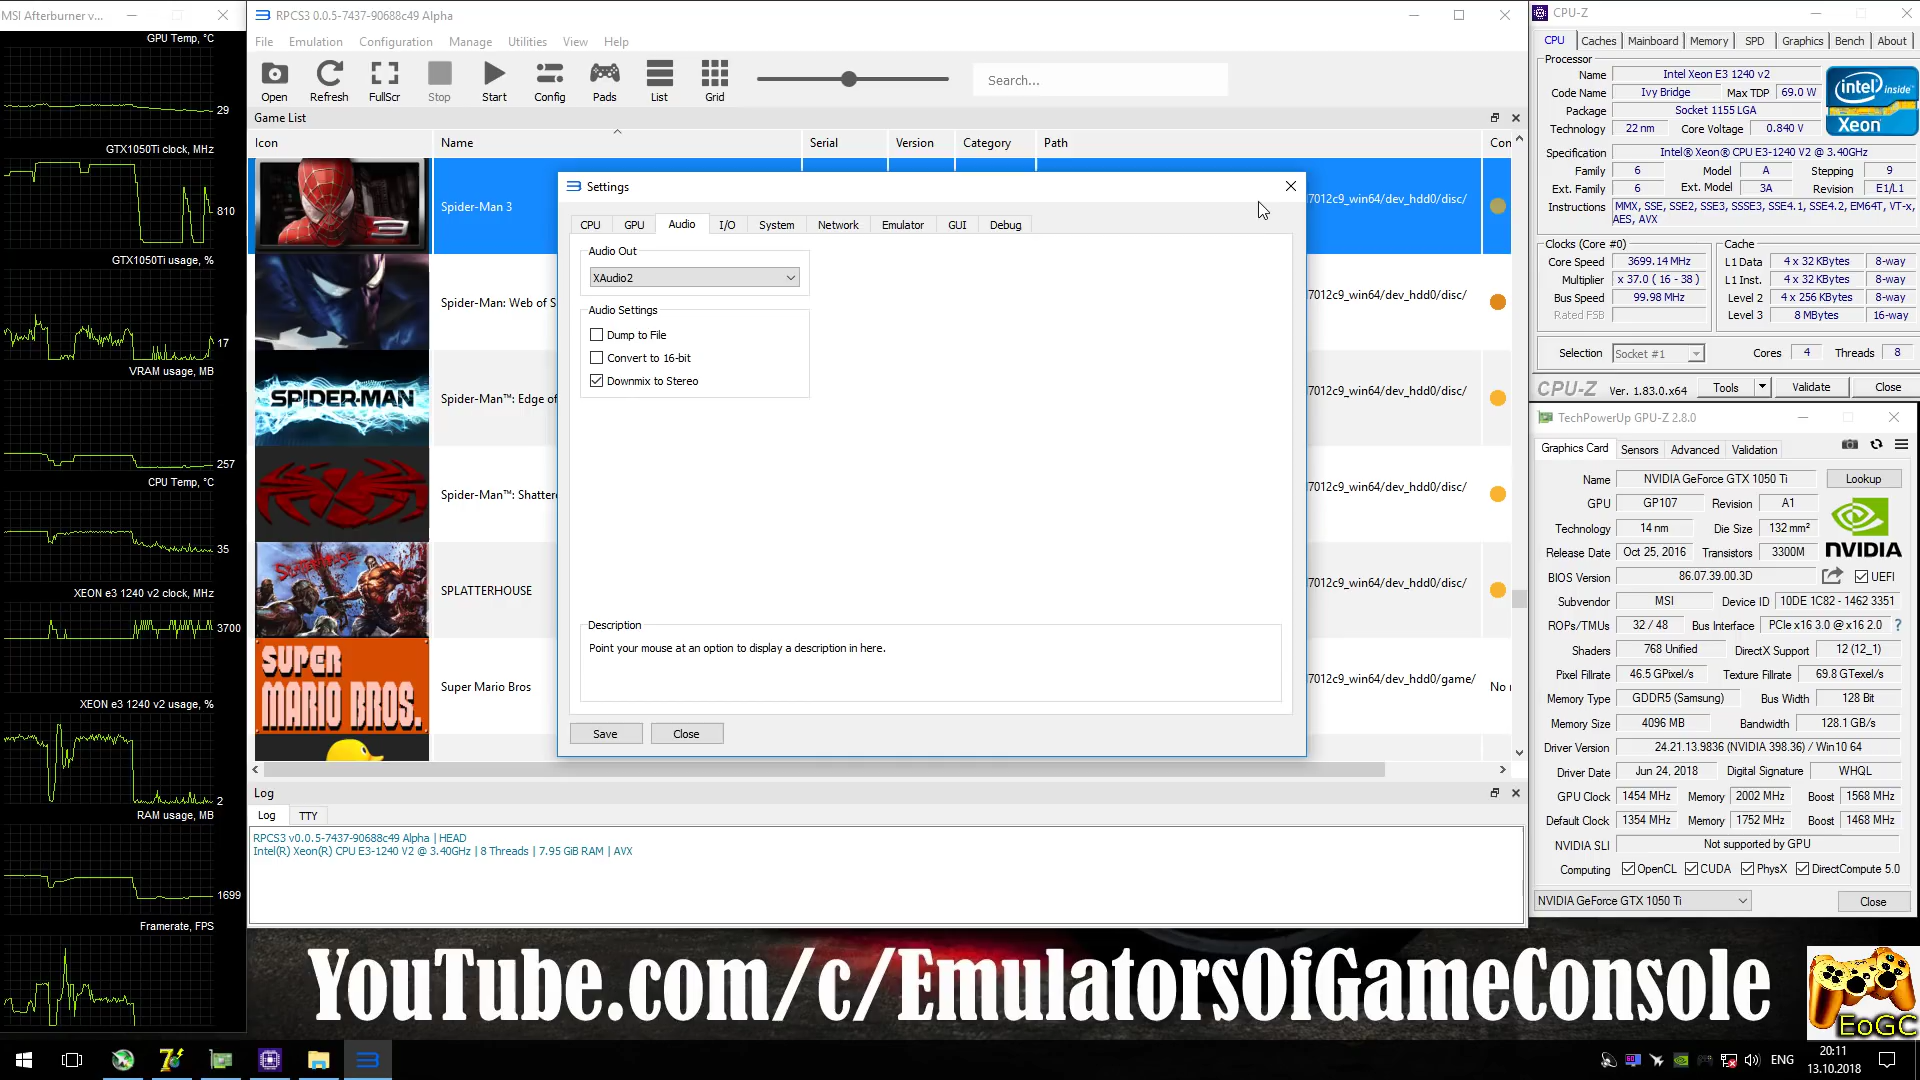 MSI Afterburner v...
GPU Temp, °C
29
GTX1050Ti clock, MHz
810
GTX1050Ti usage, %
17
VRAM usage, MB
257
CPU Temp, °C
35
XEON e3 1240 v2 clock, MHz
3700
XEON e3 1240 v2 usage, %
2
RAM usage, MB
1699
Framerate, FPS
RPCS3 0.0.5-7437-90688c49 Alpha
File Emulation Configuration Manage Utilities View Help
Open Refresh FullScr Stop Start Config Pads List Grid
Search...
Game List
Icon Name Serial Version Category Path Con
Spider-Man 3
7012c9_win64/dev_hdd0/disc/
Spider-Man: Web of S
7012c9_win64/dev_hdd0/disc/
SPIDER-MAN
Spider-Man™: Edge of
7012c9_win64/dev_hdd0/disc/
Spider-Man™: Shatter
7012c9_win64/dev_hdd0/disc/
SPLATTERHOUSE
SPLATTERHOUSE
7012c9_win64/dev_hdd0/disc/
SUPER
MARIO BROS.
Super Mario Bros
7012c9_win64/dev_hdd0/game/
No
Settings
CPU GPU Audio I/O System Network Emulator GUI Debug
Audio Out
XAudio2
Audio Settings
Dump to File
Convert to 16-bit
Downmix to Stereo
Description
Point your mouse at an option to display a description in here.
Save Close
Log
Log TTY
RPCS3 v0.0.5-7437-90688c49 Alpha | HEAD
Intel(R) Xeon(R) CPU E3-1240 V2 @ 3.40GHz | 8 Threads | 7.95 GiB RAM | AVX
CPU-Z
CPU Caches Mainboard Memory SPD Graphics Bench About
Processor
Name Intel Xeon E3 1240 v2
Code Name Ivy Bridge Max TDP 69.0 W
Package Socket 1155 LGA
Technology 22 nm Core Voltage 0.840 V
intel inside™
Xeon
Specification Intel® Xeon® CPU E3-1240 V2 @ 3.40GHz
Family 6 Model A Stepping 9
Ext. Family 6 Ext. Model 3A Revision E1/L1
Instructions MMX, SSE, SSE2, SSE3, SSSE3, SSE4.1, SSE4.2, EM64T, VT-x,
AES, AVX
Clocks (Core #0) Cache
Core Speed 3699.14 MHz L1 Data 4 x 32 KBytes 8-way
Multiplier x 37.0 ( 16 - 38 ) L1 Inst. 4 x 32 KBytes 8-way
Bus Speed 99.98 MHz Level 2 4 x 256 KBytes 8-way
Rated FSB Level 3 8 MBytes 16-way
Selection Socket #1 Cores 4 Threads 8
CPU-Z Ver. 1.83.0.x64 Tools Validate Close
TechPowerUp GPU-Z 2.8.0
Graphics Card Sensors Advanced Validation
Name NVIDIA GeForce GTX 1050 Ti Lookup
GPU GP107 Revision A1
Technology 14 nm Die Size 132 mm²
Release Date Oct 25, 2016 Transistors 3300M
NVIDIA
BIOS Version 86.07.39.00.3D UEFI
Subvendor MSI Device ID 10DE 1C82 - 1462 3351
ROPs/TMUs 32 / 48 Bus Interface PCIe x16 3.0 @ x16 2.0 ?
Shaders 768 Unified DirectX Support 12 (12_1)
Pixel Fillrate 46.5 GPixel/s Texture Fillrate 69.8 GTexel/s
Memory Type GDDR5 (Samsung) Bus Width 128 Bit
Memory Size 4096 MB Bandwidth 128.1 GB/s
Driver Version 24.21.13.9836 (NVIDIA 398.36) / Win10 64
Driver Date Jun 24, 2018 Digital Signature WHQL
GPU Clock 1454 MHz Memory 2002 MHz Boost 1568 MHz
Default Clock 1354 MHz Memory 1752 MHz Boost 1468 MHz
NVIDIA SLI Not supported by GPU
Computing OpenCL CUDA PhysX DirectCompute 5.0
NVIDIA GeForce GTX 1050 Ti Close
YouTube.com/c/EmulatorsOfGameConsole
EoGC
ENG
20:11
13.10.2018